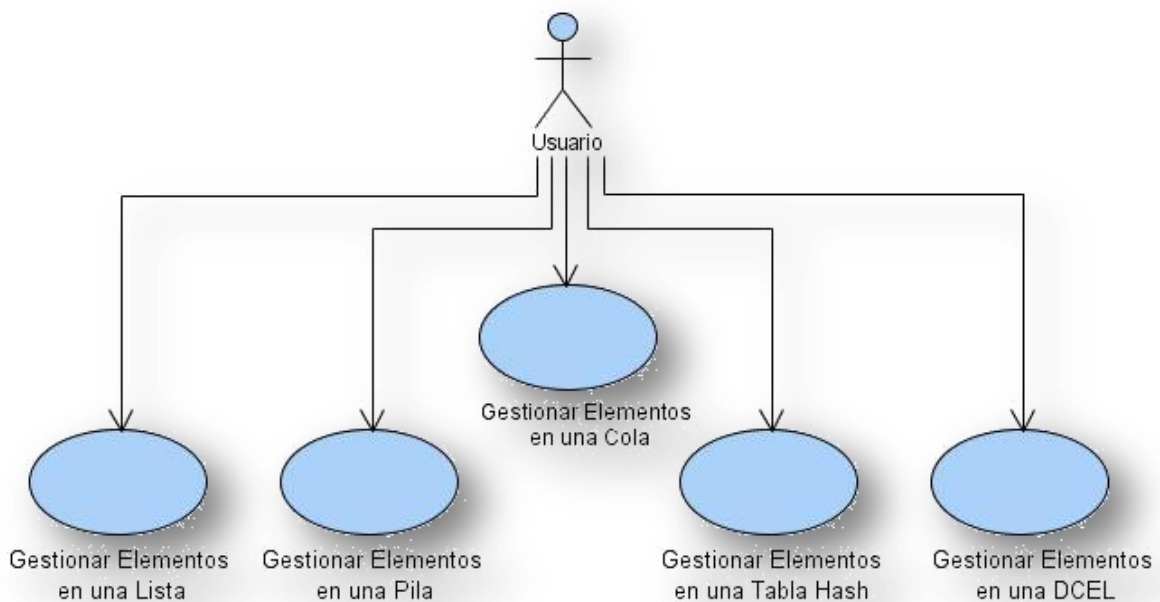 Usuario
Gestionar Elementos
en una Cola
Gestionar Elementos
en una Lista
Gestionar Elementos
en una Pila
Gestionar Elementos
en una Tabla Hash
Gestionar Elementos
en una DCEL